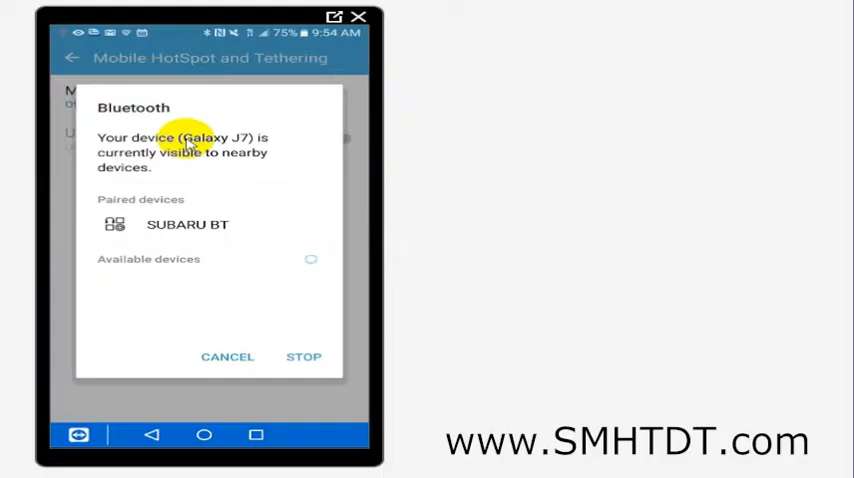 75% 9:54 AM
Mobile HotSpot and Tethering
Bluetooth
Your device (Galaxy J7) is
currently visible to nearby
devices.
Paired devices
SUBARU BT
Available devices
CANCEL STOP
www.SMHTDT.com